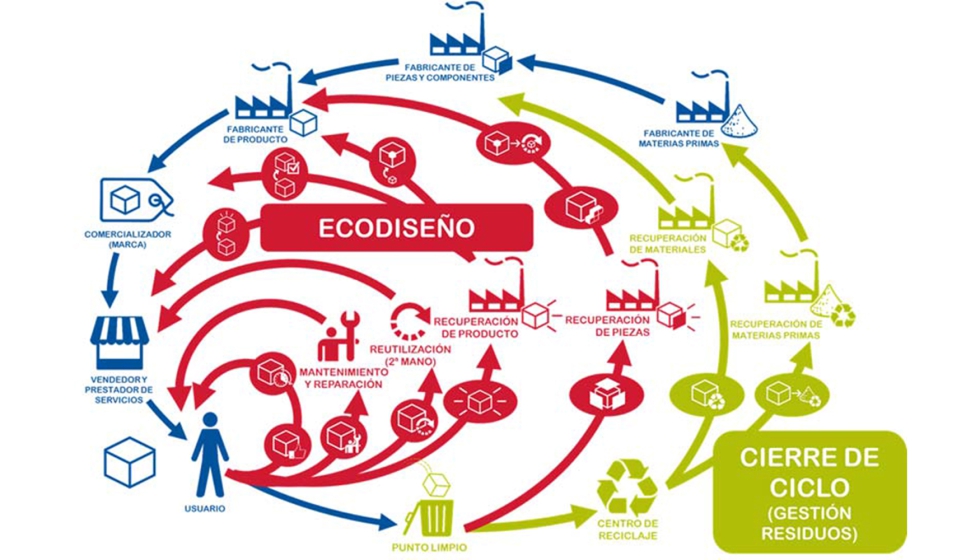 FABRICANTE DE
PIEZAS Y COMPONENTES
FABRICANTE
DE PRODUCTO
FABRICANTE DE
MATERIAS PRIMAS
COMERCIALIZADOR
(MARCA)
ECODISEÑO
RECUPERACIÓN
DE MATERIALES
RECUPERACIÓN
DE PRODUCTO
RECUPERACIÓN
DE PIEZAS
RECUPERACIÓN DE
MATERIAS PRIMAS
REUTILIZACIÓN
(2ª MANO)
MANTENIMIENTO
Y REPARACIÓN
VENDEDOR Y
PRESTADOR DE
SERVICIOS
USUARIO
PUNTO LIMPIO
CENTRO DE
RECICLAJE
CIERRE DE
CICLO
(GESTIÓN
RESIDUOS)